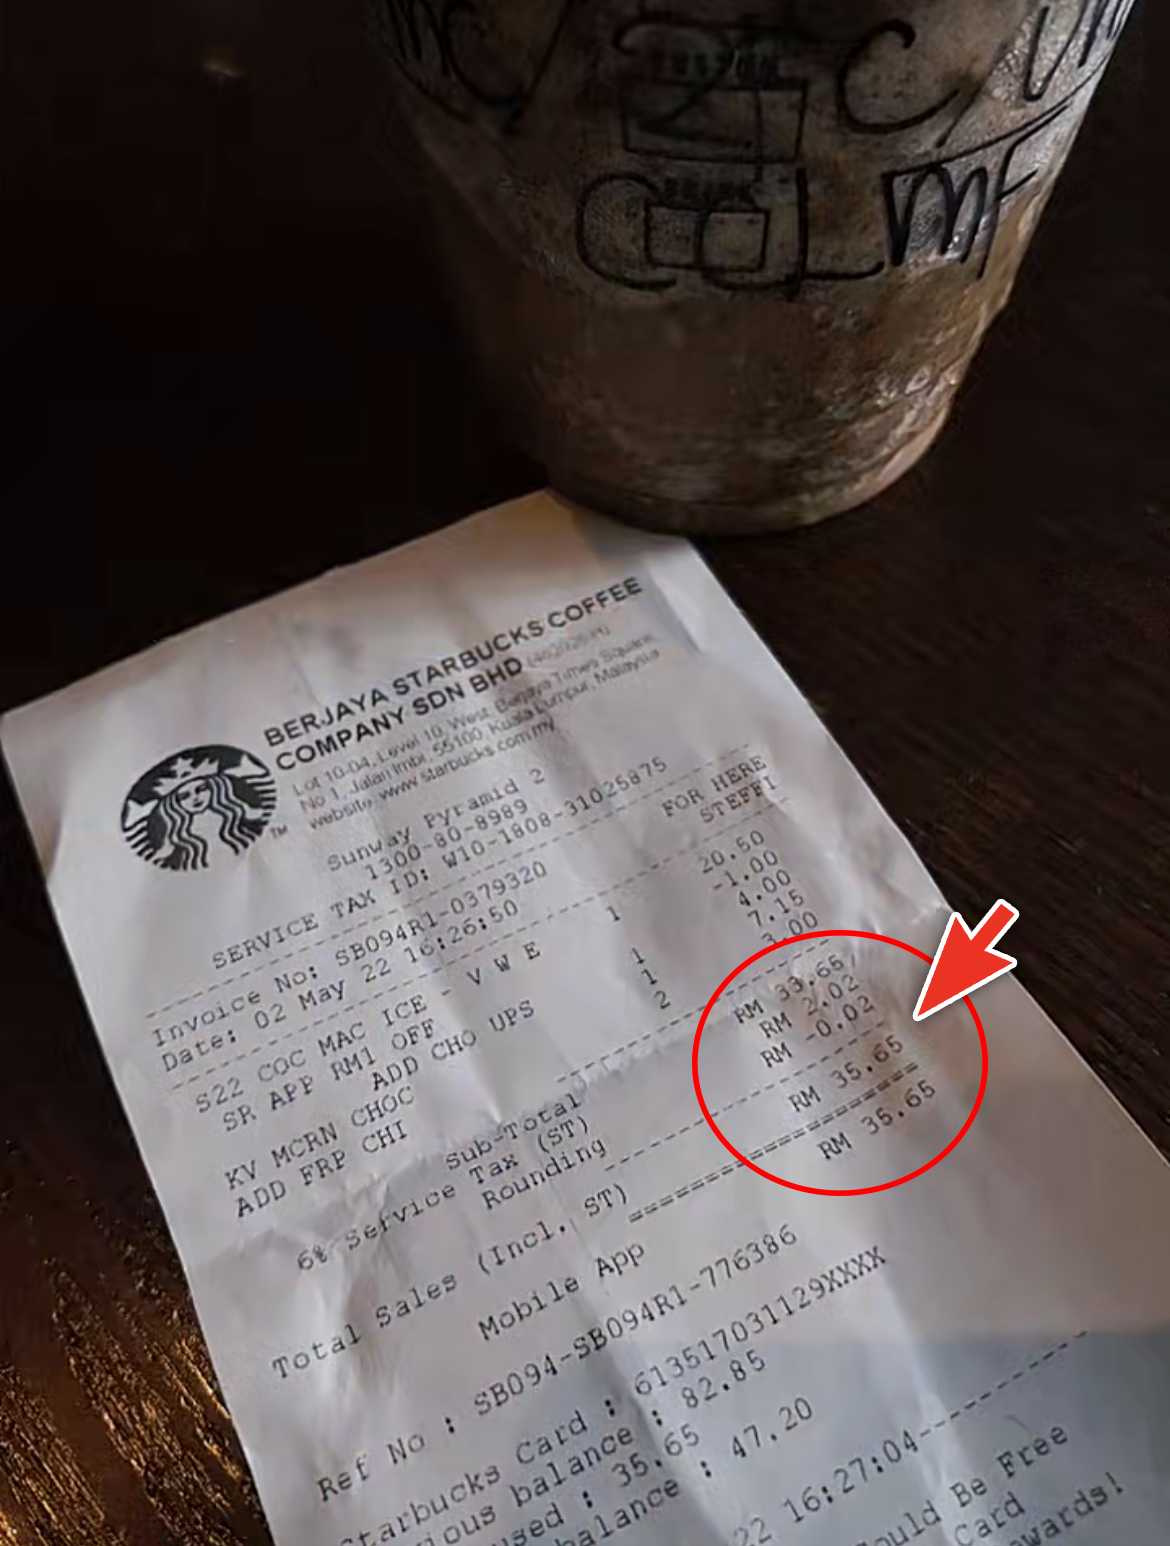 C
COLMF
BERJAYA STARBUCKS COFFEE
COMPANY SDN BHD
Lot 10-04, Level 10, West, Berjaya Times Square,
No 1, Jalan Imbi, 55100 Kuala Lumpur, Malaysia
website: www.starbucks.com.my
TM
Sunway Pyramid 2
1300-80-8989
SERVICE TAX ID: W10-1808-31025875
Invoice No: SB094R1-0379320 FOR HERE
Date: 02 May 22 16:26:50 STEFFI
S22 COC MAC ICE - V W E 1 20.50
SR APP RM1 OFF -1.00
ADD CHO UPS 1 4.00
KV MCRN CHOC 1 7.15
ADD FRP CHI 2 3.00
Sub-Total RM 33.65
6% Service Tax (ST) RM 2.02
Rounding RM -0.02
Total Sales (Incl. ST) RM 35.65
Mobile App RM 35.65
Ref No : SB094-SB094R1-776386
Starbucks Card : 613517031129XXXX
balance : 82.85
: 35.65
balance : 47.20
22 16:27:04
Be Free
Card